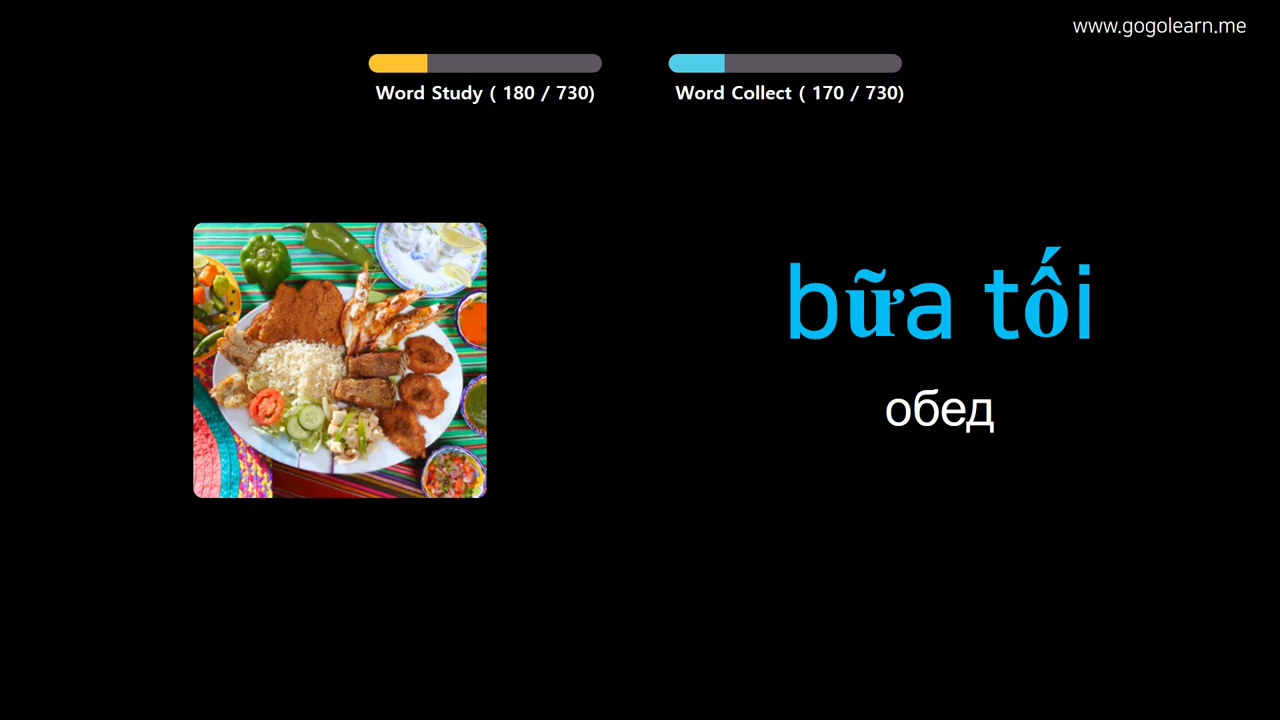 www.gogolearn.me
Word Study ( 180 / 730)
Word Collect ( 170 / 730)
bữa tối
обед